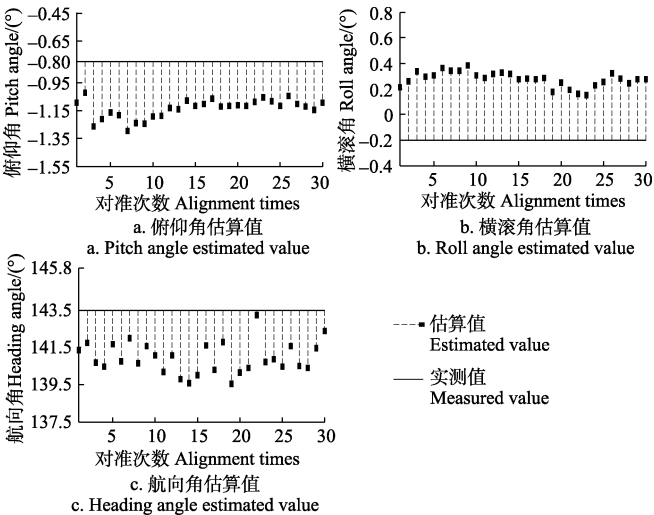 俯仰角 Pitch angle/(°)
−0.45
−0.60
−0.80
−0.95
−1.15
−1.35
−1.55
5 10 15 20 25 30
对准次数 Alignment times
a. 俯仰角估算值
a. Pitch angle estimated value
横滚角 Roll angle/(°)
0.8
0.6
0.4
0.2
0
−0.2
−0.4
5 10 15 20 25 30
对准次数 Alignment times
b. 横滚角估算值
b. Roll angle estimated value
航向角Heading angle/(°)
145.8
143.5
141.5
139.5
137.5
5 10 15 20 25 30
对准次数 Alignment times
c. 航向角估算值
c. Heading angle estimated value
估算值
Estimated value
实测值
Measured value